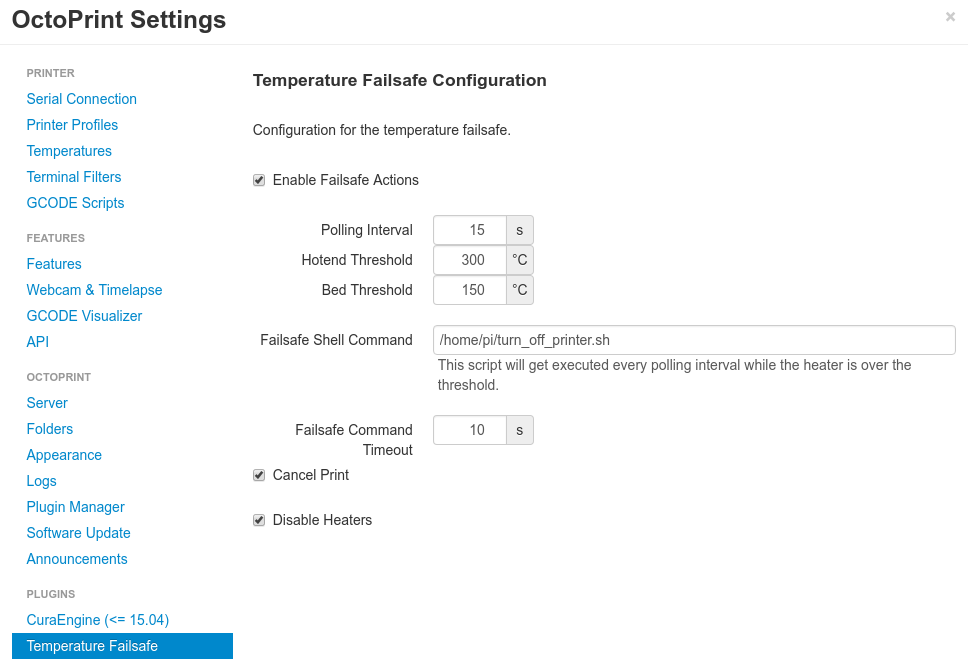 OctoPrint Settings
×
PRINTER
Serial Connection
Printer Profiles
Temperatures
Terminal Filters
GCODE Scripts
FEATURES
Features
Webcam & Timelapse
GCODE Visualizer
API
OCTOPRINT
Server
Folders
Appearance
Logs
Plugin Manager
Software Update
Announcements
PLUGINS
CuraEngine (<= 15.04)
Temperature Failsafe
Temperature Failsafe Configuration
Configuration for the temperature failsafe.
Enable Failsafe Actions
Polling Interval 15 s
Hotend Threshold 300 °C
Bed Threshold 150 °C
Failsafe Shell Command /home/pi/turn_off_printer.sh
This script will get executed every polling interval while the heater is over the
threshold.
Failsafe Command 10 s
Timeout
Cancel Print
Disable Heaters